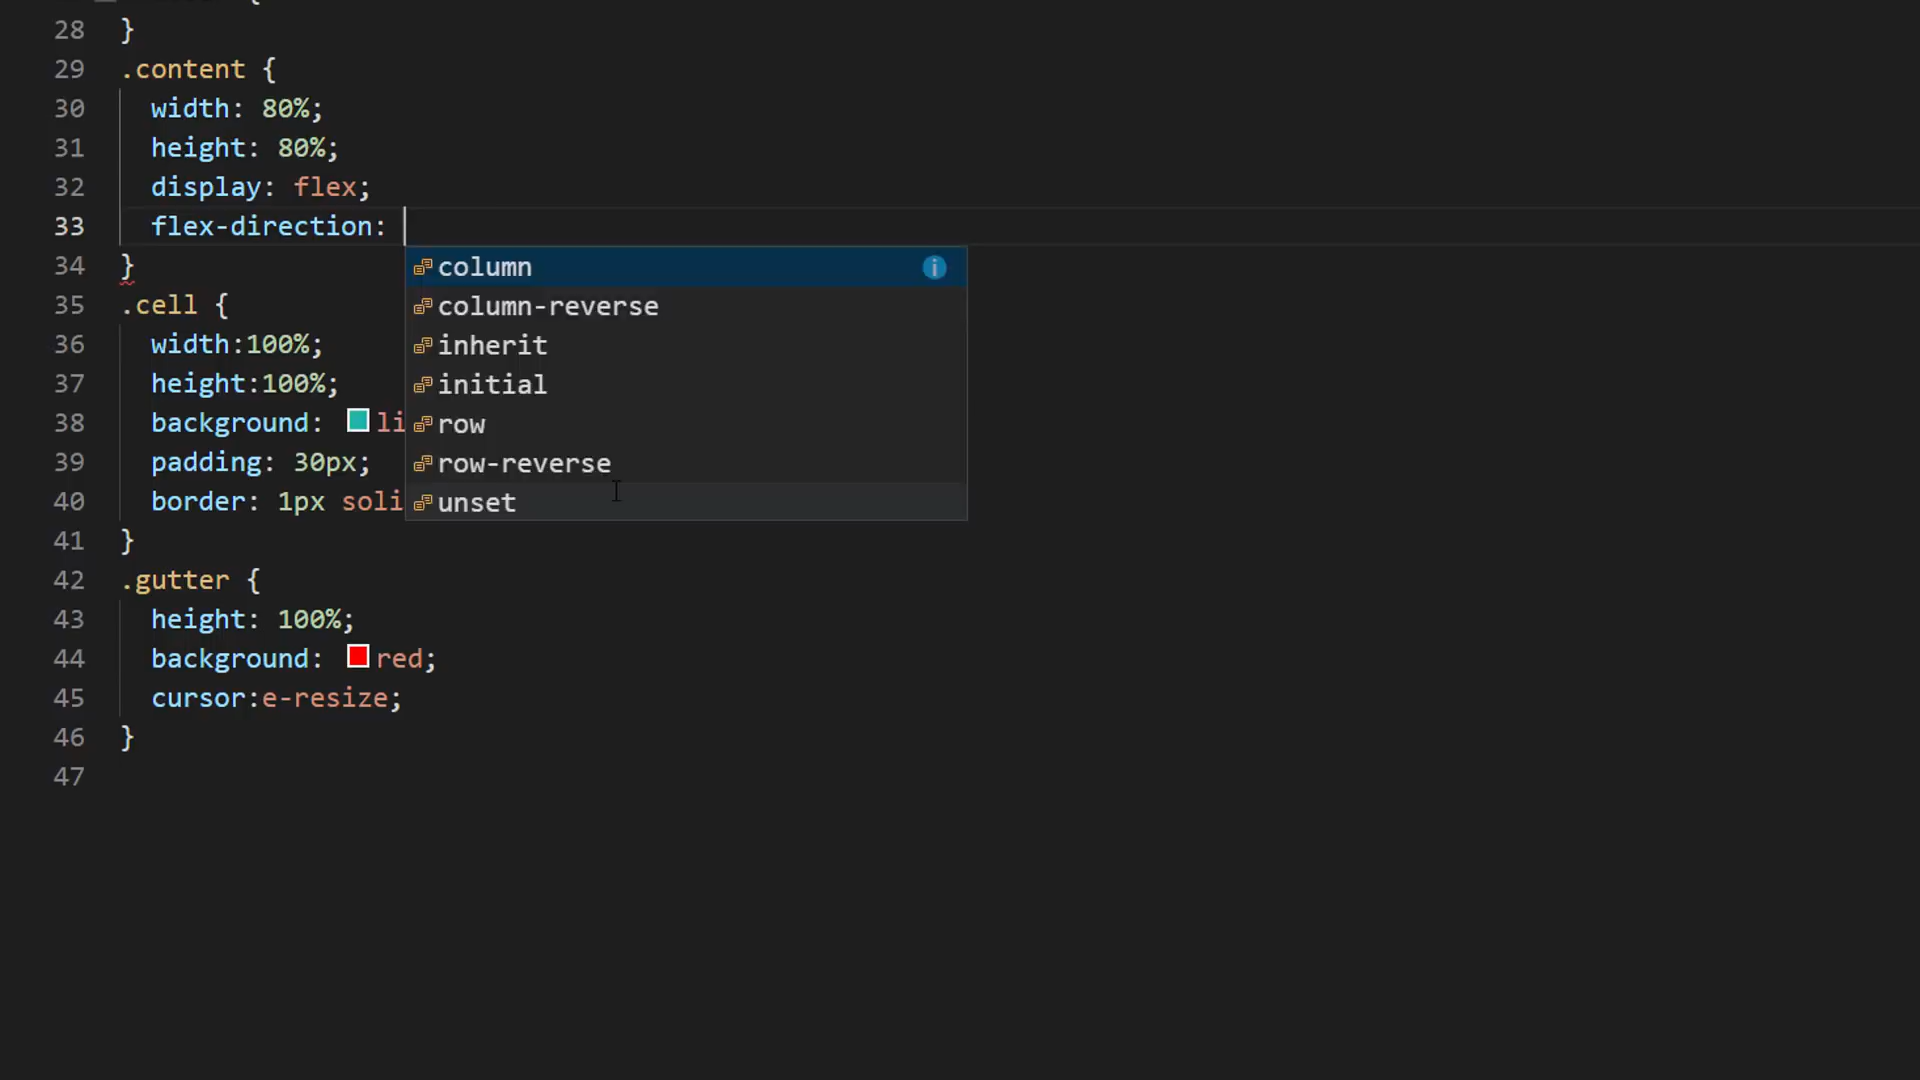 28 }
29 .content {
30 width: 80%;
31 height: 80%;
32 display: flex;
33 flex-direction:
column
34 }
column-reverse
35 .cell {
inherit
36 width:100%;
initial
37 height:100%;
row
38 background: li
row-reverse
39 padding: 30px;
unset
40 border: 1px soli
41 }
42 .gutter {
43 height: 100%;
44 background: red;
45 cursor:e-resize;
46 }
47